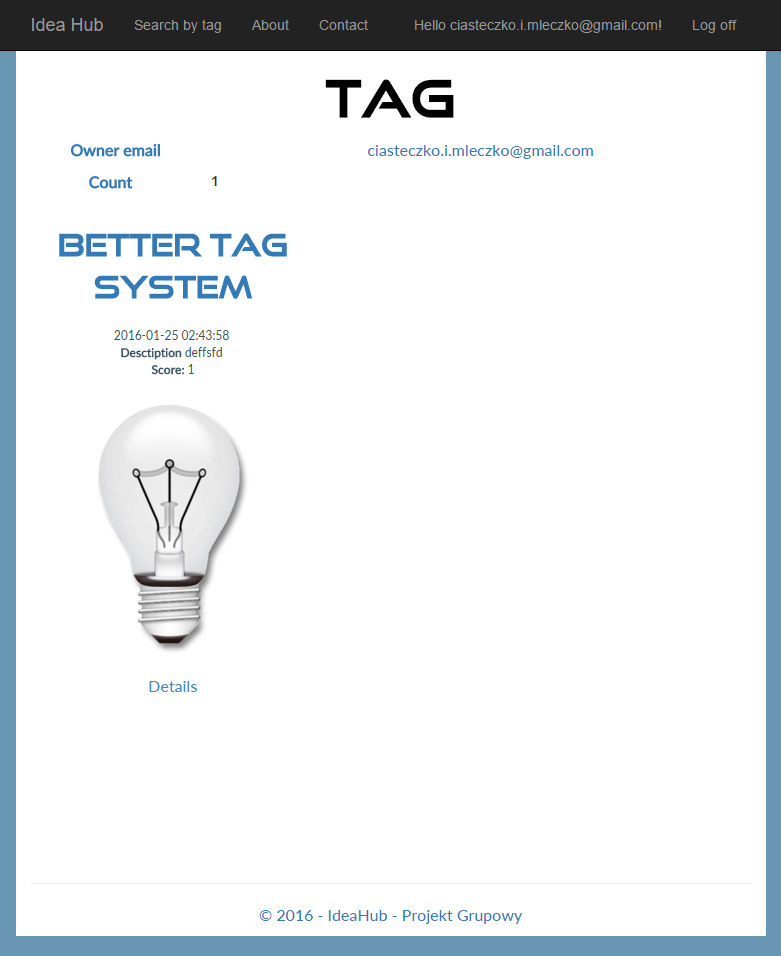 Idea Hub Search by tag About Contact Hello ciasteczko.i.mleczko@gmail.com! Log off
TAG
Owner email ciasteczko.i.mleczko@gmail.com
Count 1
BETTER TAG
SYSTEM
2016-01-25 02:43:58
Desctiption deffsfd
Score: 1
Details
© 2016 - IdeaHub - Projekt Grupowy